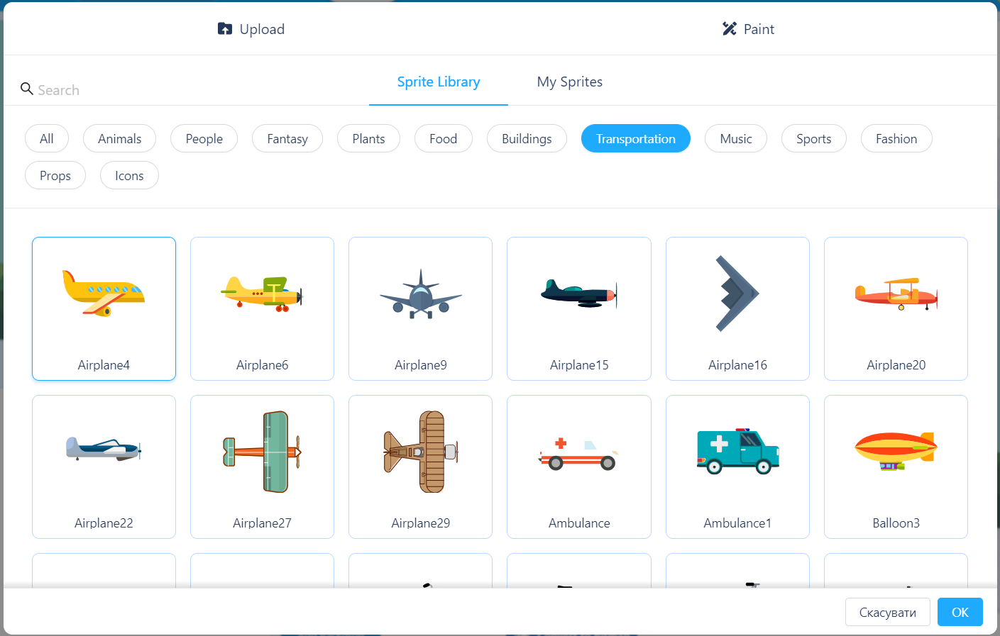 Upload
Paint
Search
Sprite Library
My Sprites
All
Animals
People
Fantasy
Plants
Food
Buildings
Transportation
Music
Sports
Fashion
Props
Icons
Airplane4
Airplane6
Airplane9
Airplane15
Airplane16
Airplane20
Airplane22
Airplane27
Airplane29
Ambulance
Ambulance1
Balloon3
Скасувати
OK